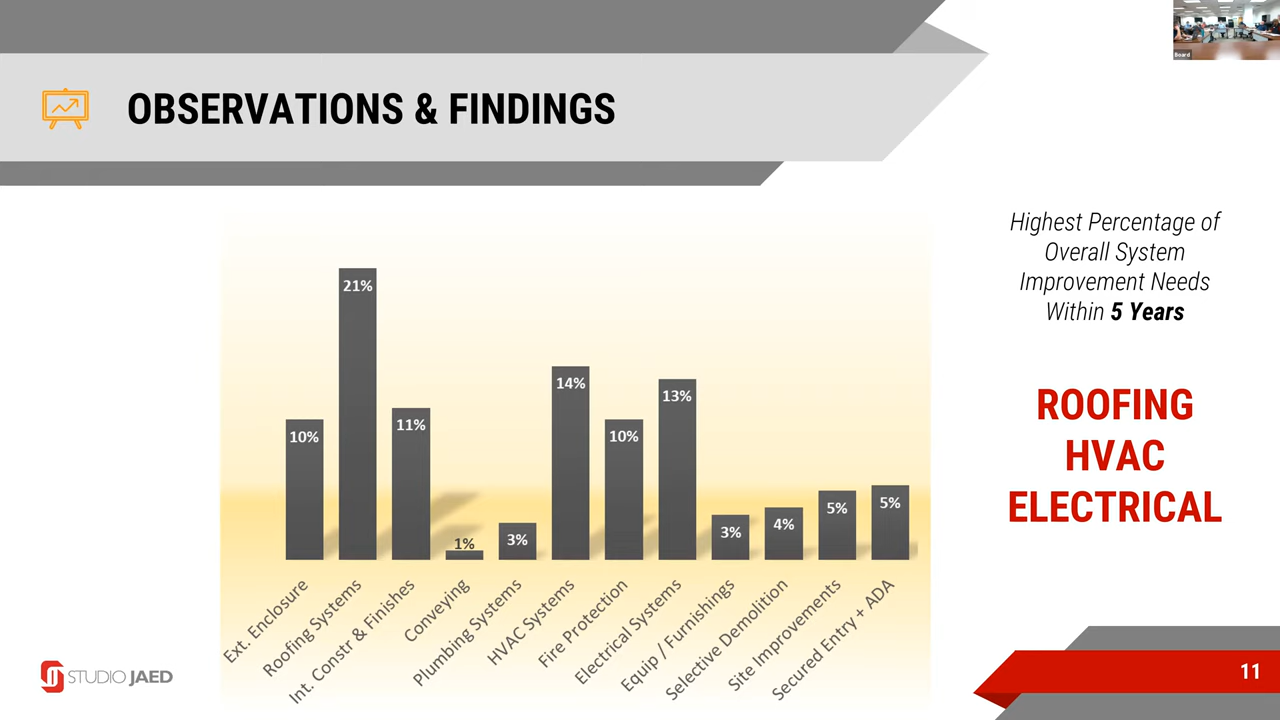 Board
OBSERVATIONS & FINDINGS
Highest Percentage of
Overall System
Improvement Needs
Within 5 Years
ROOFING
HVAC
ELECTRICAL
10%
21%
11%
1%
3%
14%
10%
13%
3%
4%
5%
5%
Ext. Enclosure
Roofing Systems
Int. Constr & Finishes
Conveying
Plumbing Systems
HVAC Systems
Fire Protection
Electrical Systems
Equip / Furnishings
Selective Demolition
Site Improvements
Secured Entry + ADA
STUDIO JAED
11